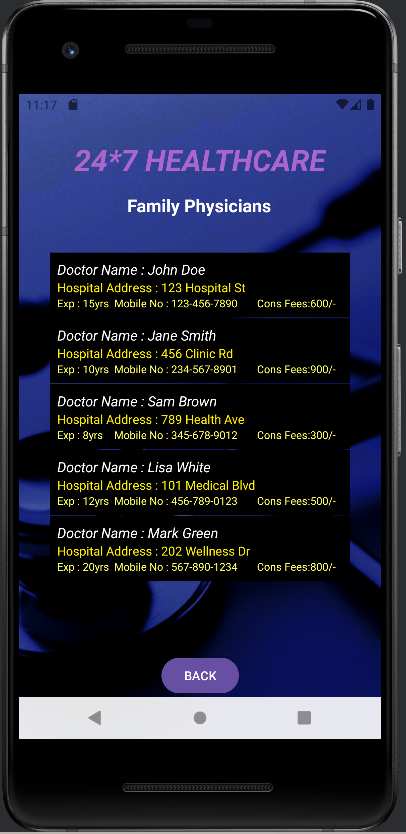 11:17
24*7 HEALTHCARE
Family Physicians
Doctor Name : John Doe
Hospital Address : 123 Hospital St
Exp : 15yrs Mobile No : 123-456-7890 Cons Fees:600/-
Doctor Name : Jane Smith
Hospital Address : 456 Clinic Rd
Exp : 10yrs Mobile No : 234-567-8901 Cons Fees:900/-
Doctor Name : Sam Brown
Hospital Address : 789 Health Ave
Exp : 8yrs Mobile No : 345-678-9012 Cons Fees:300/-
Doctor Name : Lisa White
Hospital Address : 101 Medical Blvd
Exp : 12yrs Mobile No : 456-789-0123 Cons Fees:500/-
Doctor Name : Mark Green
Hospital Address : 202 Wellness Dr
Exp : 20yrs Mobile No : 567-890-1234 Cons Fees:800/-
BACK